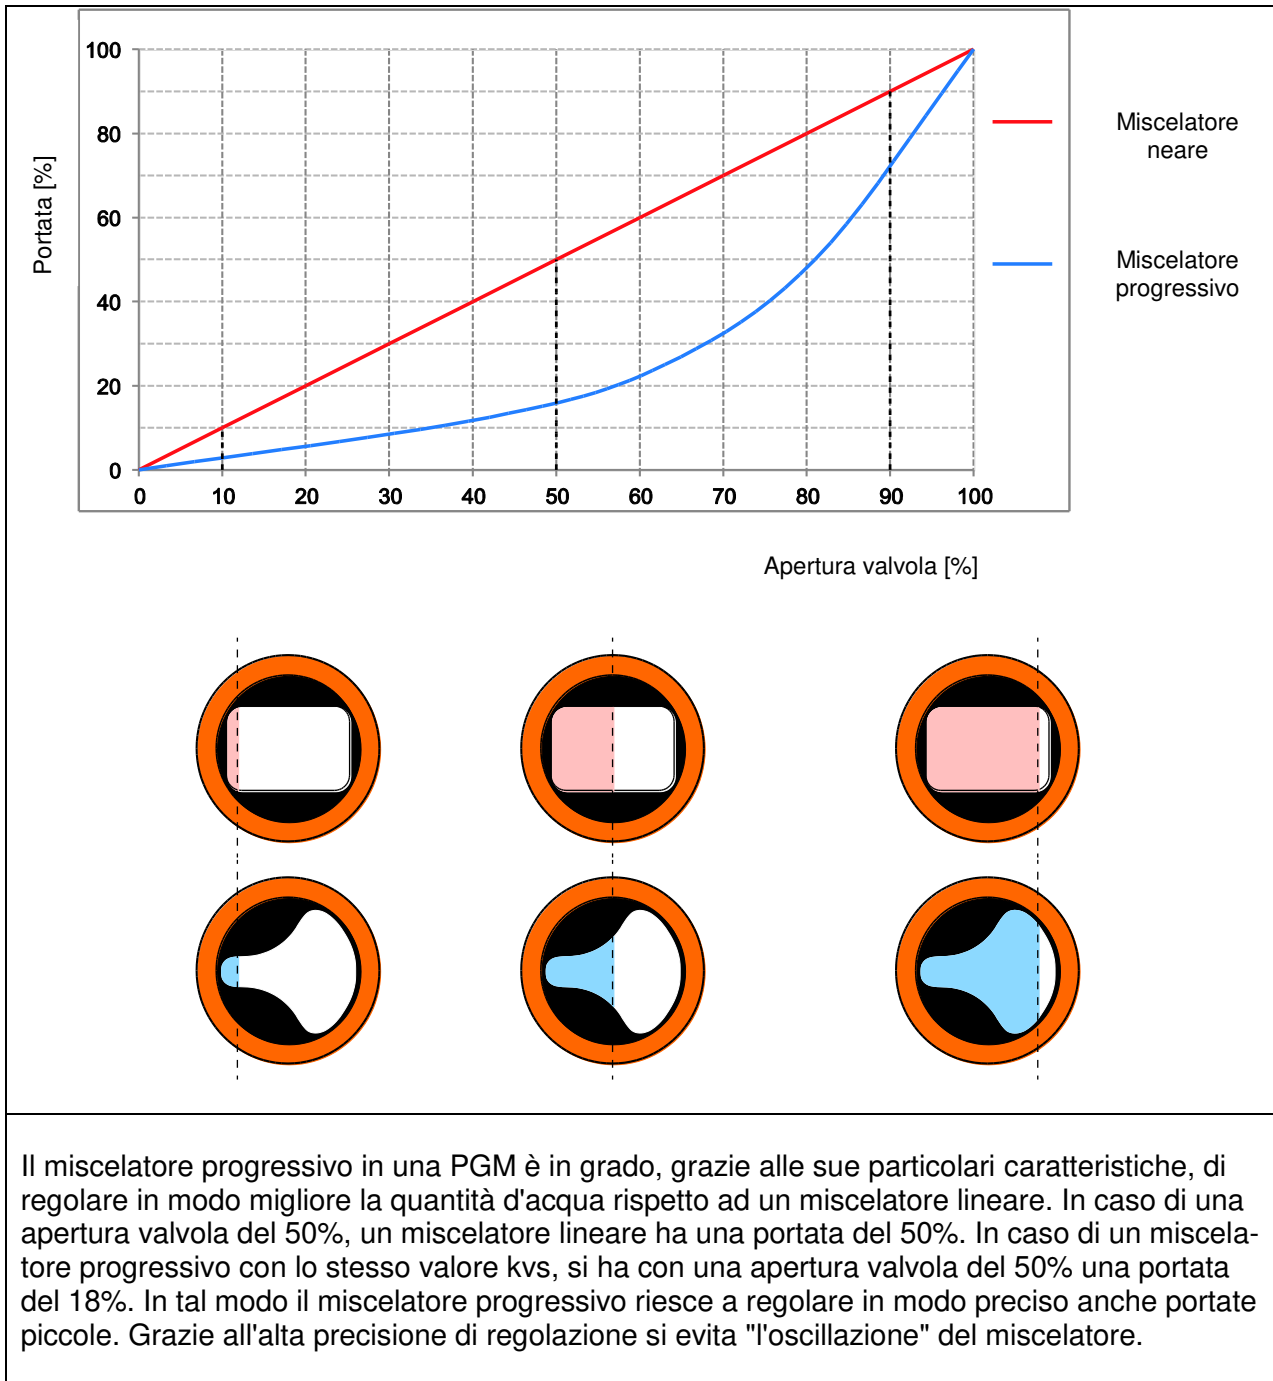 100
80
60
40
20
0
Portata [%]
0 10 20 30 40 50 60 70 80 90 100
Apertura valvola [%]
Miscelatore
neare
Miscelatore
progressivo
Il miscelatore progressivo in una PGM è in grado, grazie alle sue particolari caratteristiche, di
regolare in modo migliore la quantità d'acqua rispetto ad un miscelatore lineare. In caso di una
apertura valvola del 50%, un miscelatore lineare ha una portata del 50%. In caso di un miscela-
tore progressivo con lo stesso valore kvs, si ha con una apertura valvola del 50% una portata
del 18%. In tal modo il miscelatore progressivo riesce a regolare in modo preciso anche portate
piccole. Grazie all'alta precisione di regolazione si evita "l'oscillazione" del miscelatore.